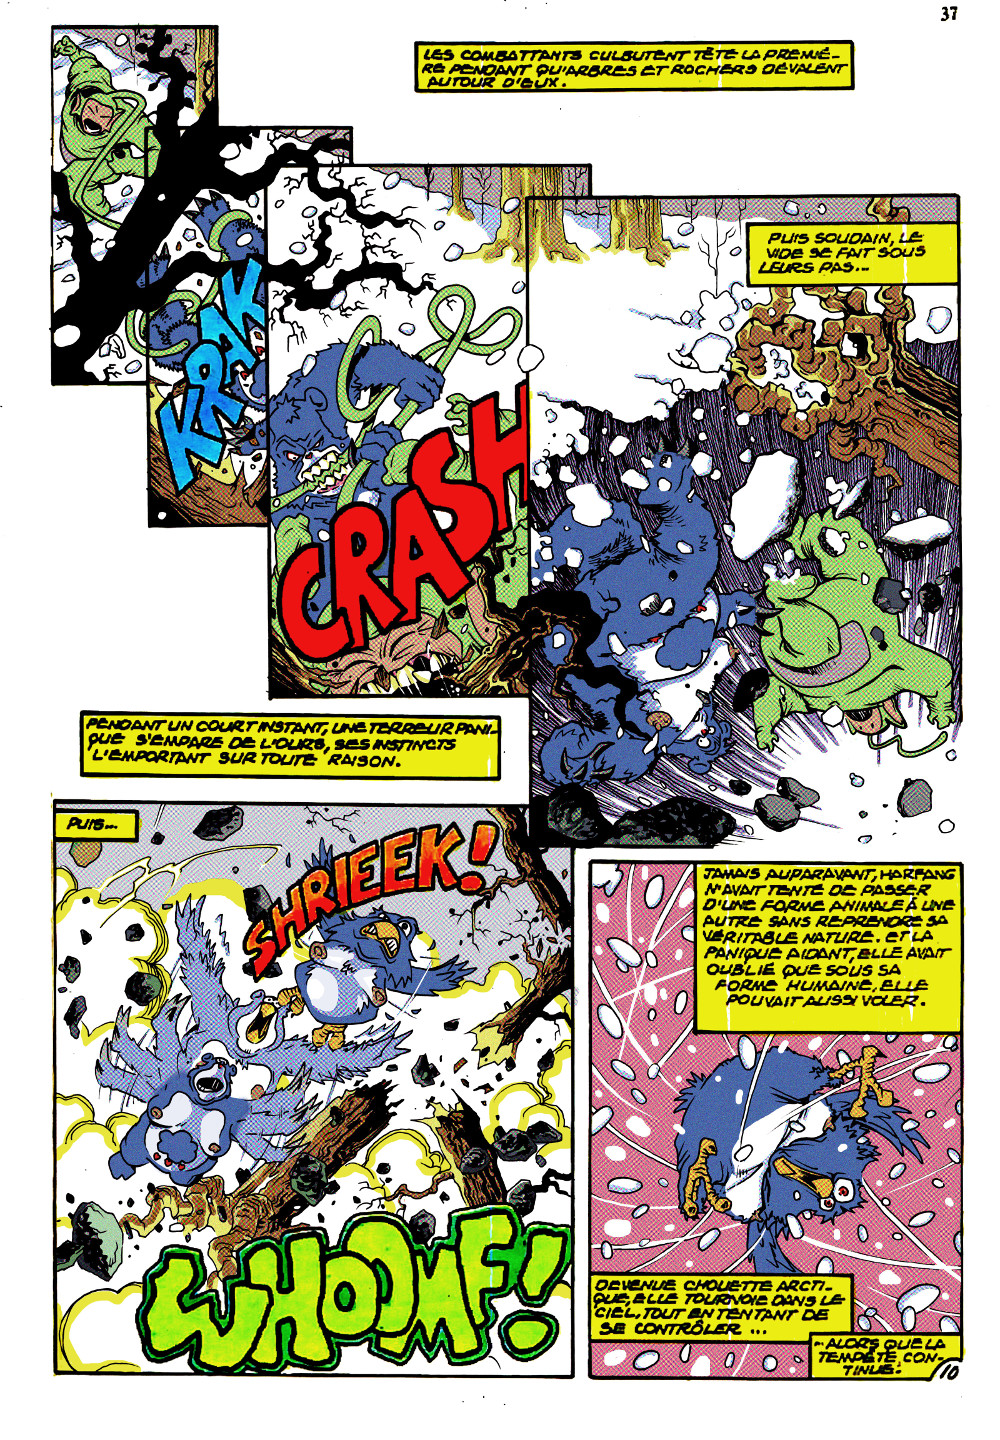 37
LES COMBATTANTS CULBUTENT TÊTE LA PREMIÈ-
RE PENDANT QU'ARBRES ET ROCHERS DÉVALENT
AUTOUR D'EUX.
KRAK
CRASH
PUIS SOUDAIN, LE
VIDE SE FAIT SOUS
LEURS PAS...
PENDANT UN COURT INSTANT, UNE TERREUR PANI-
QUE S'EMPARE DE L'OURS, SES INSTINCTS
L'EMPORTANT SUR TOUTE RAISON.
PUIS...
SHRIEEEK!
WHOOMF!
JAMAIS AUPARAVANT, HARFANG
N'AVAIT TENTÉ DE PASSER
D'UNE FORME ANIMALE À UNE
AUTRE SANS REPRENDRE SA
VÉRITABLE NATURE. ET LA
PANIQUE AIDANT, ELLE AVAIT
OUBLIÉ QUE SOUS SA
FORME HUMAINE, ELLE
POUVAIT AUSSI VOLER.
DEVENUE CHOUETTE ARCTI-
QUE, ELLE TOURNOIE DANS LE
CIEL, TOUT EN TENTANT DE
SE CONTRÔLER ...
...ALORS QUE LA
TEMPÊTE CON-
TINUE.
10